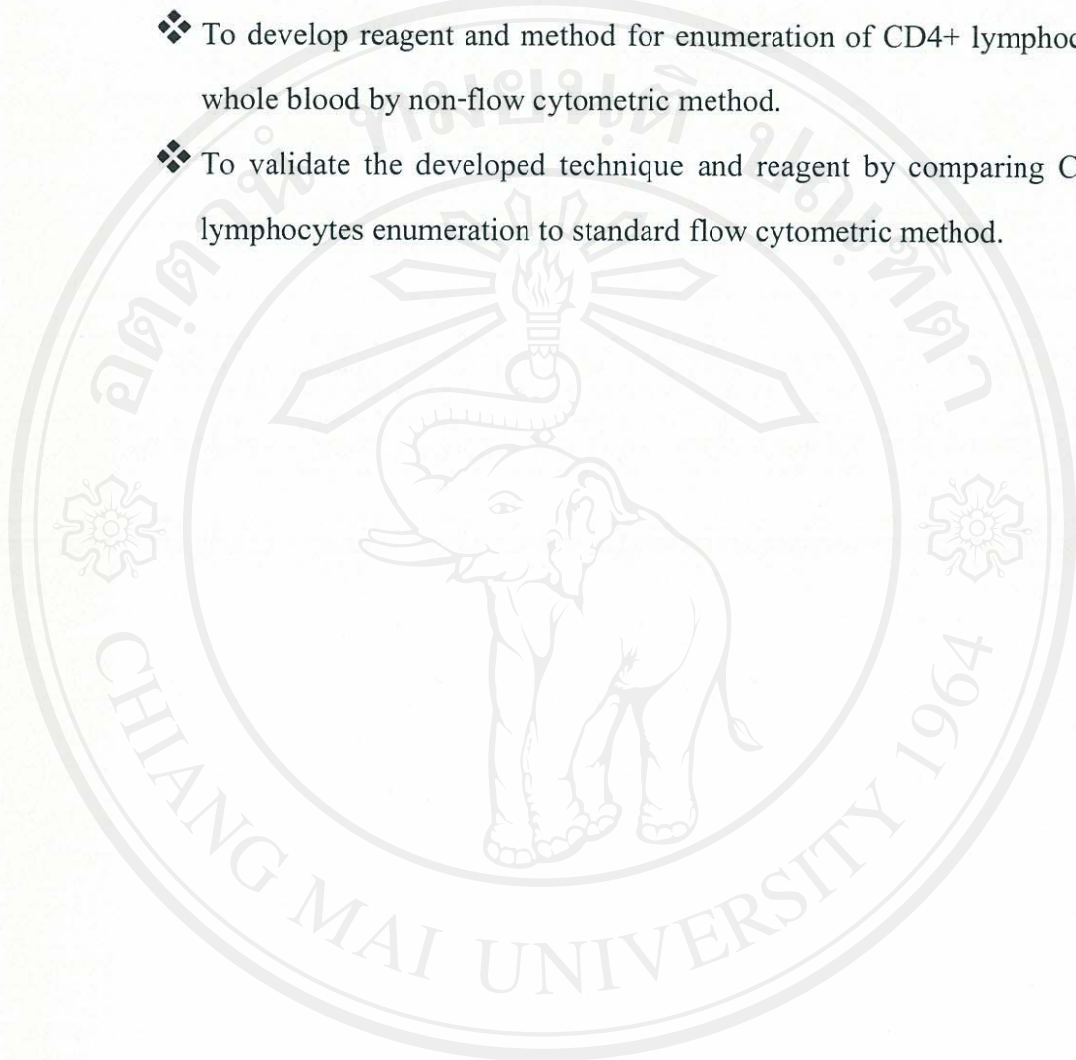 ❖ To develop reagent and method for enumeration of CD4+ lymphoc
whole blood by non-flow cytometric method.
❖ To validate the developed technique and reagent by comparing C
lymphocytes enumeration to standard flow cytometric method.
CHIANG MAI UNIVERSITY 1964